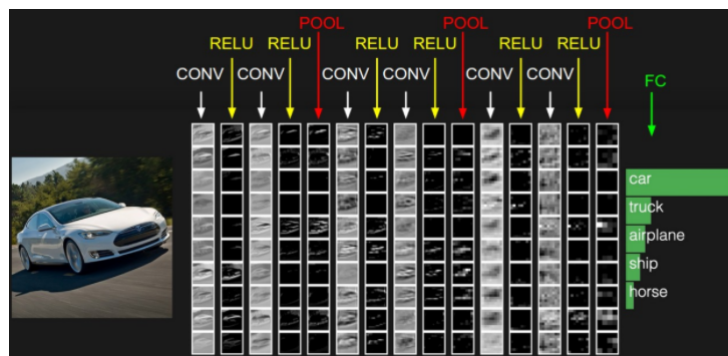 POOL POOL POOL
RELU RELU RELU RELU RELU RELU
CONV CONV CONV CONV CONV CONV FC
car
truck
airplane
ship
horse